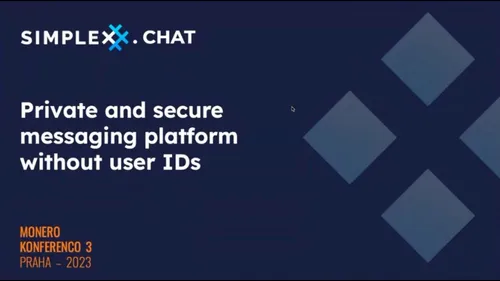 SIMPLEX. CHAT
Private and secure
messaging platform
without user IDs
MONERO
KONFERENCO 3
PRAHA – 2023